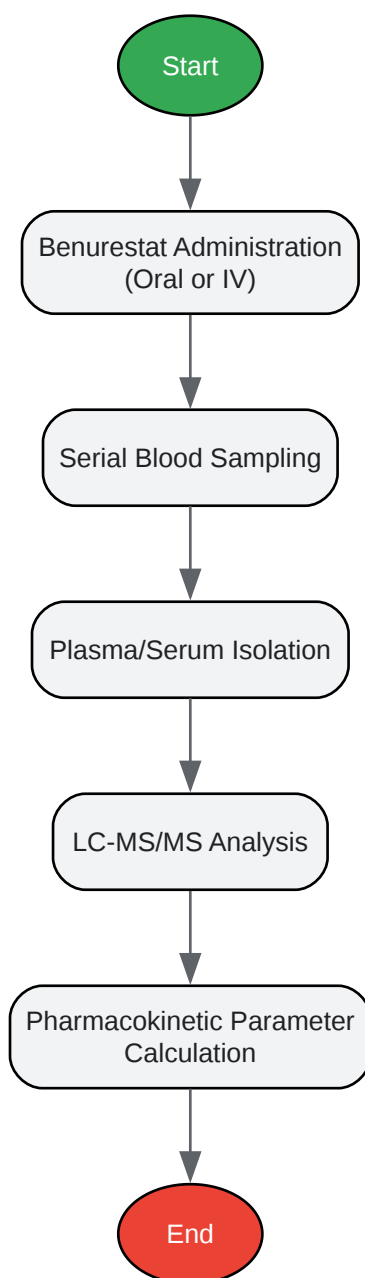 Start
Benurestat Administration
(Oral or IV)
Serial Blood Sampling
Plasma/Serum Isolation
LC-MS/MS Analysis
Pharmacokinetic Parameter
Calculation
End